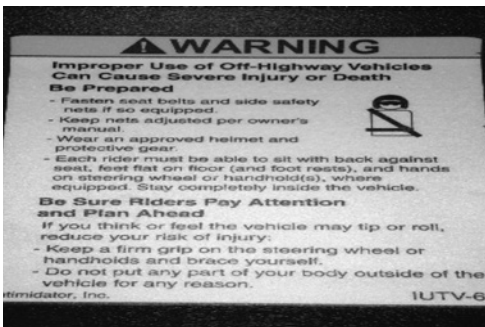 WARNING
Improper Use of Off-Highway Vehicles
Can Cause Severe Injury or Death
Be Prepared
- Fasten seat belts and side safety
nets if so equipped.
- Keep nets adjusted per owner's
manual.
- Wear an approved helmet and
protective gear.
- Each rider must be able to sit with back against
seat, feet flat on floor (and foot rests), and hands
on steering wheel or handhold(s), where
equipped. Stay completely inside the vehicle.
Be Sure Riders Pay Attention
and Plan Ahead
If you think or feel the vehicle may tip or roll,
reduce your risk of injury:
- Keep a firm grip on the steering wheel or
handholds and brace yourself.
- Do not put any part of your body outside of the
vehicle for any reason.
ntimidator, Inc. IUTV-6